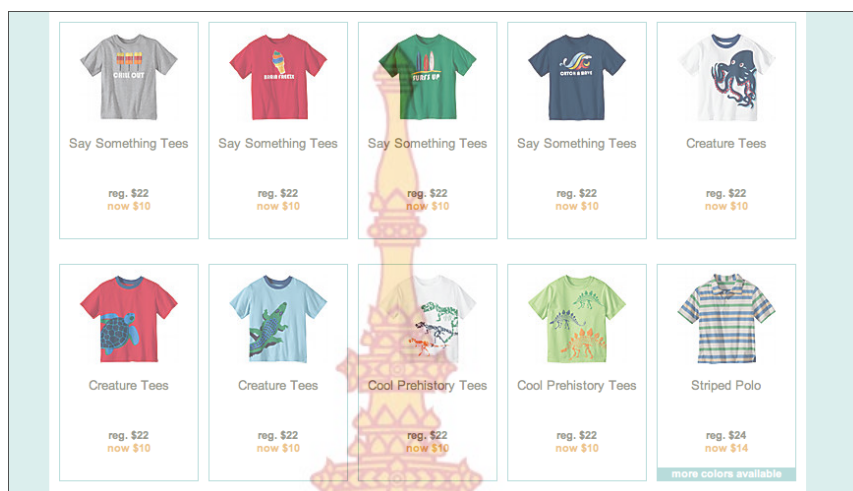 CHILL OUT
SURF'S UP
CATCH A WAVE
Say Something Tees
Say Something Tees
Say Something Tees
Say Something Tees
Creature Tees
reg. $22
now $10
reg. $22
now $10
reg. $22
now $10
reg. $22
now $10
reg. $22
now $10
Creature Tees
Creature Tees
Cool Prehistory Tees
Cool Prehistory Tees
Striped Polo
reg. $22
now $10
reg. $22
now $10
reg. $22
now $10
reg. $22
now $10
reg. $24
now $14
more colors available